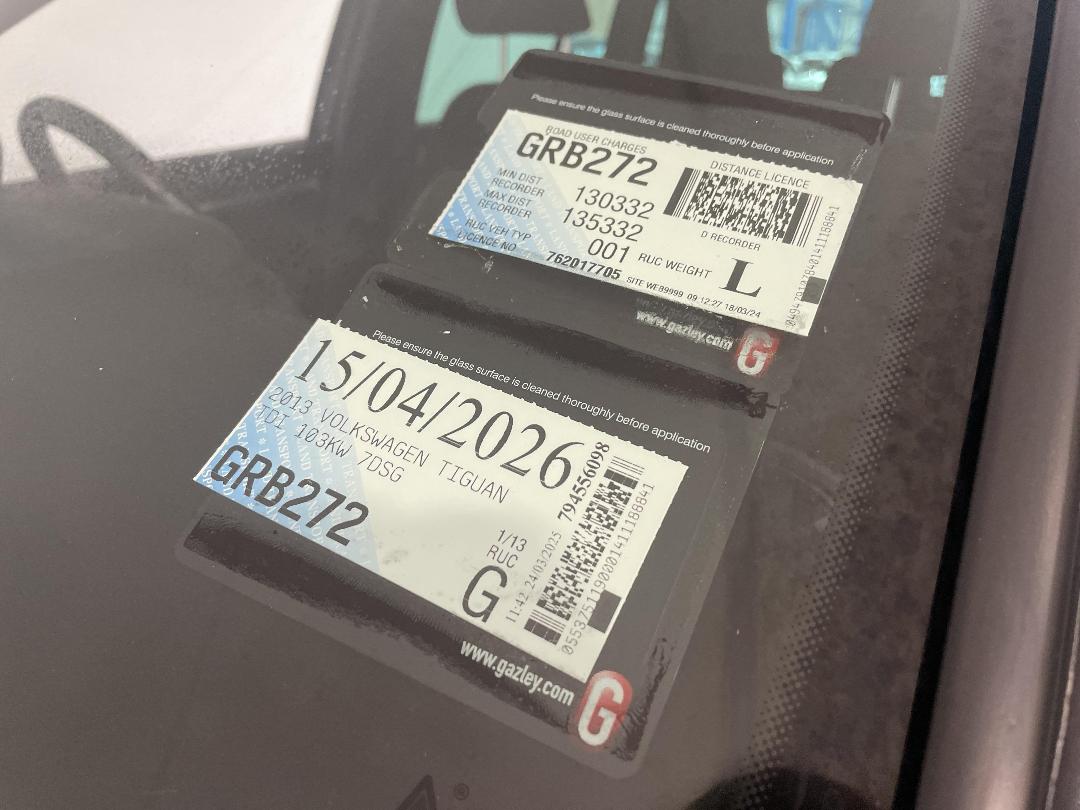 Please ensure the glass surface is cleaned thoroughly before application
ROAD USER CHARGES
GRB272
DISTANCE LICENCE
MIN DIST RECORDER 130332
MAX DIST RECORDER 135332
D RECORDER
RUC VEH TYP 001
RUC WEIGHT L
LICENCE NO 762017705
SITE WEB9999 09:12:27 18/03/24
www.gazley.com
G
Please ensure the glass surface is cleaned thoroughly before application
15/04/2026
2013 VOLKSWAGEN TIGUAN
TDI 103KW 7DSG
GRB272
1/13
RUC
G
11:42 24/03/2025
794556098
www.gazley.com
G